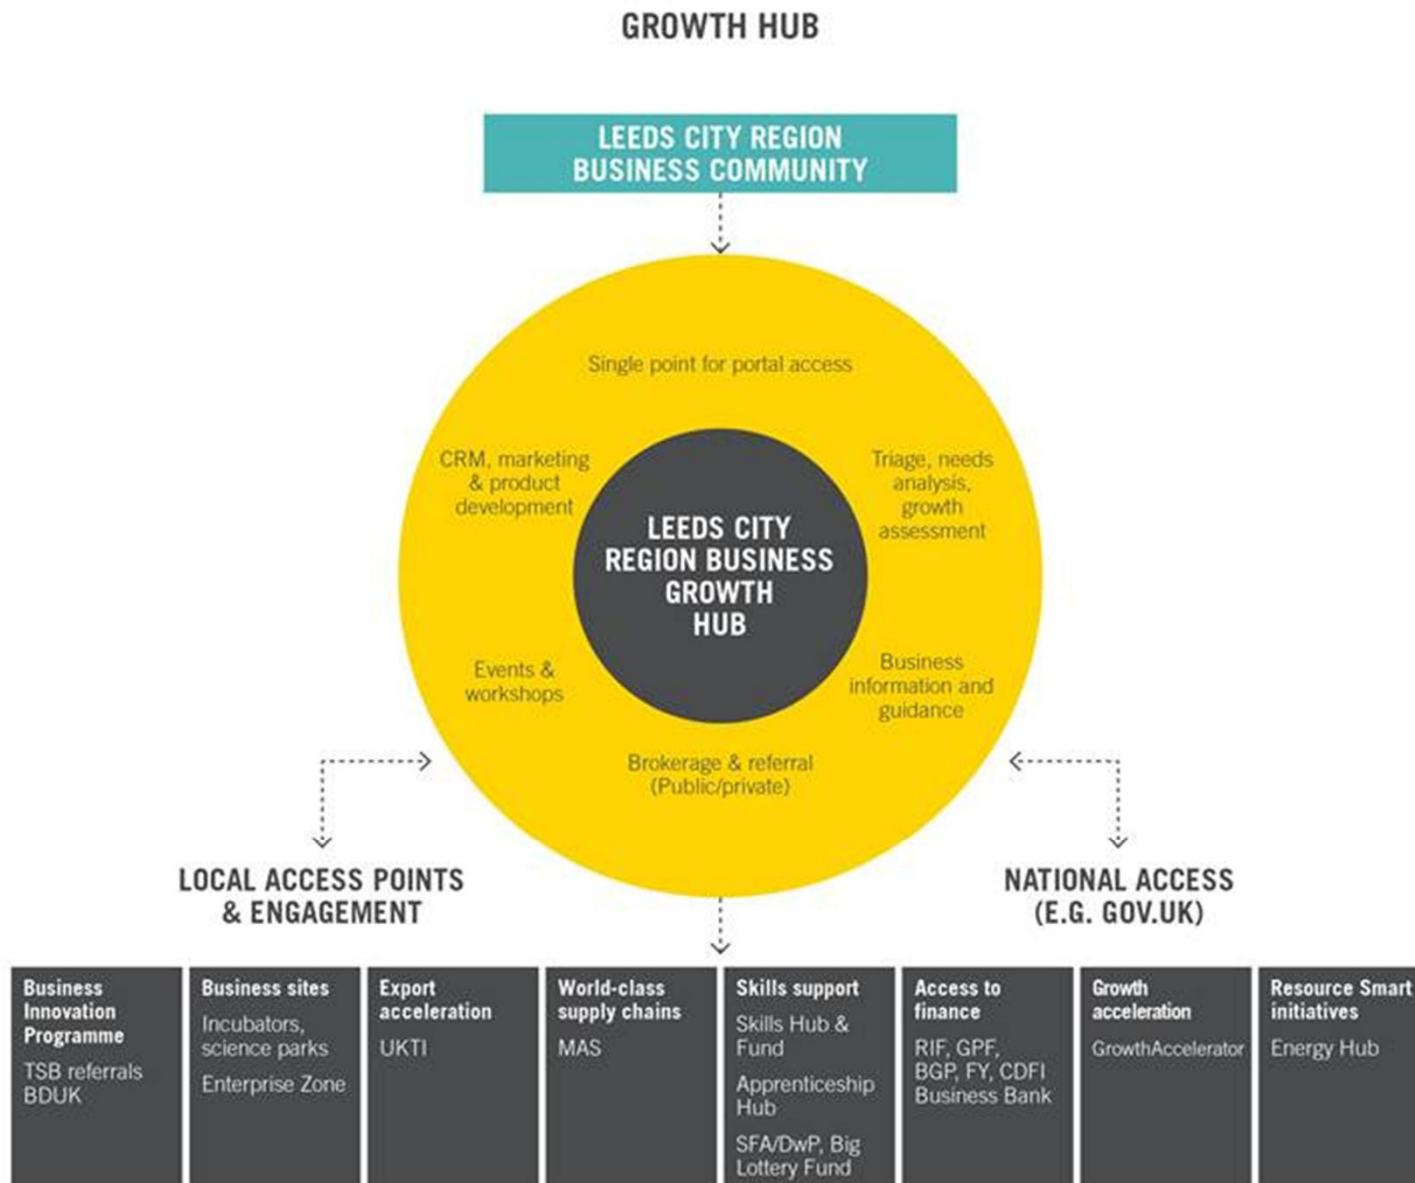 GROWTH HUB
LEEDS CITY REGION
BUSINESS COMMUNITY
Single point for portal access
CRM, marketing
& product
development
Triage, needs
analysis,
growth
assessment
LEEDS CITY
REGION BUSINESS
GROWTH
HUB
Events &
workshops
Business
information and
guidance
Brokerage & referral
(Public/private)
LOCAL ACCESS POINTS
& ENGAGEMENT
NATIONAL ACCESS
(E.G. GOV.UK)
Business
Innovation
Programme
TSB referrals
BDUK
Business sites
Incubators,
science parks
Enterprise Zone
Export
acceleration
UKTI
World-class
supply chains
MAS
Skills support
Skills Hub &
Fund
Apprenticeship
Hub
SFA/DwP, Big
Lottery Fund
Access to
finance
RIF, GPF,
BGP, FY, CDFI
Business Bank
Growth
acceleration
GrowthAccelerator
Resource Smart
initiatives
Energy Hub